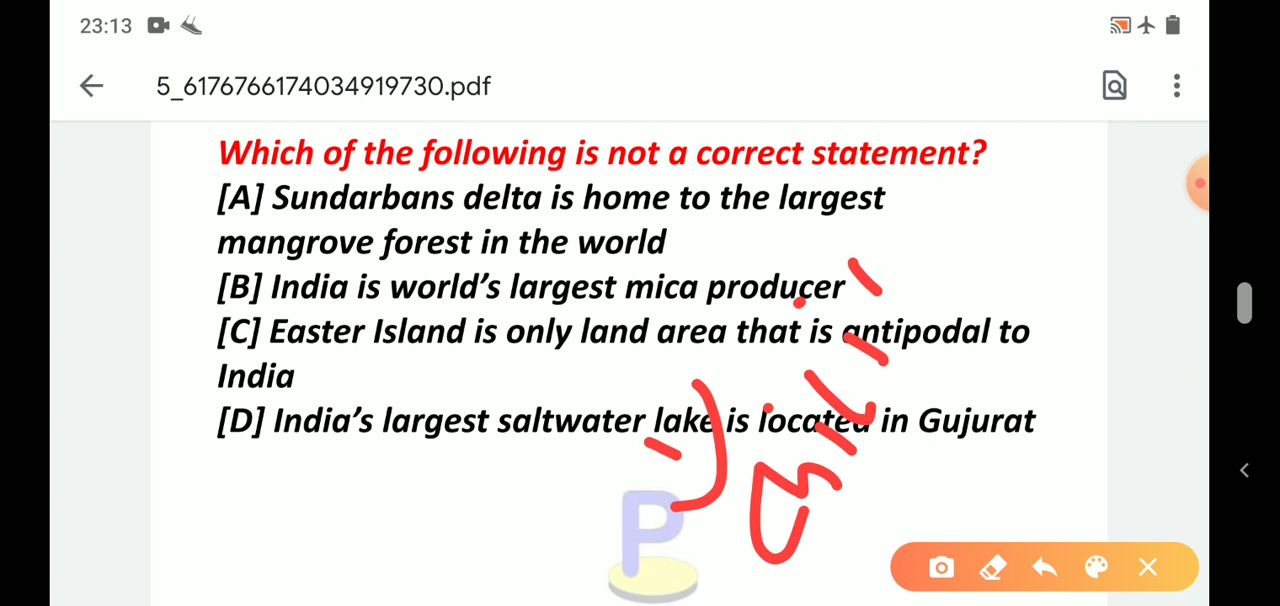 23:13
5_6176766174034919730.pdf
Which of the following is not a correct statement?
[A] Sundarbans delta is home to the largest
mangrove forest in the world
[B] India is world's largest mica producer
[C] Easter Island is only land area that is antipodal to
India
[D] India's largest saltwater lake is located in Gujurat
P